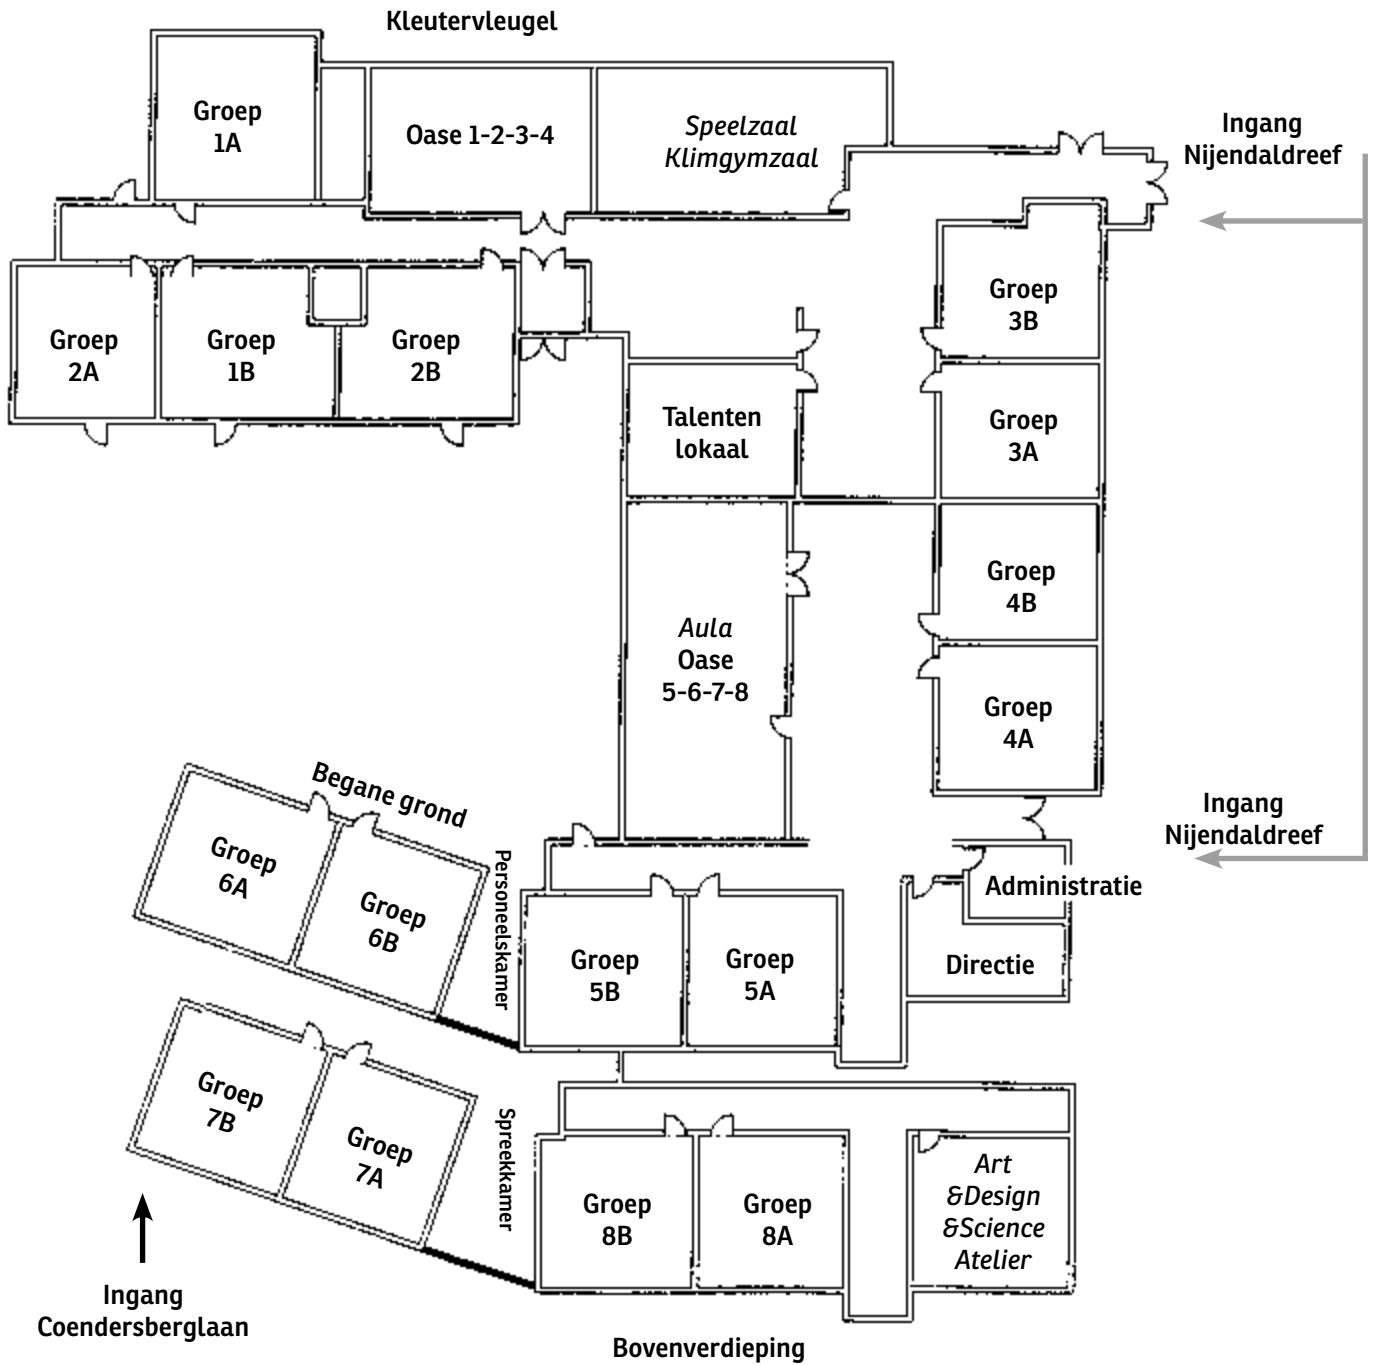 Kleutervleugel
Groep
1A
Oase 1-2-3-4
Speelzaal
Klimgymzaal
Ingang
Nijendaldreef
Groep
2A
Groep
1B
Groep
2B
Groep
3B
Talenten
lokaal
Groep
3A
Groep
4B
Aula
Oase
5-6-7-8
Groep
4A
Ingang
Nijendaldreef
Begane grond
Groep
6A
Groep
6B
Personeelskamer
Groep
5B
Groep
5A
Administratie
Directie
Groep
7B
Groep
7A
Spreekkamer
Groep
8B
Groep
8A
Art
&Design
&Science
Atelier
Ingang
Coendersberglaan
Bovenverdieping